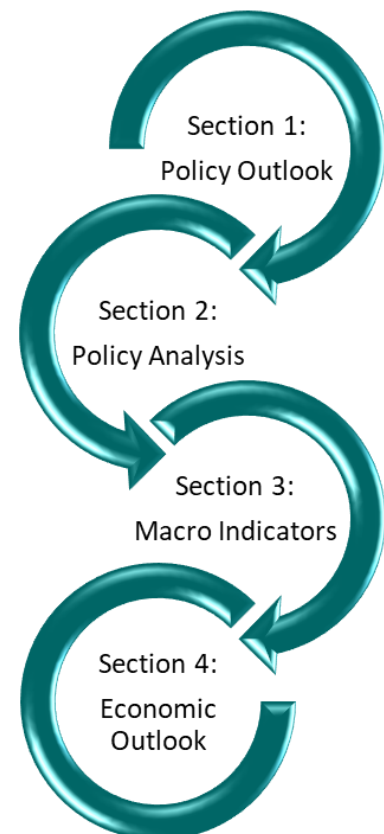 Section 1:
Policy Outlook
Section 2:
Policy Analysis
Section 3:
Macro Indicators
Section 4:
Economic
Outlook